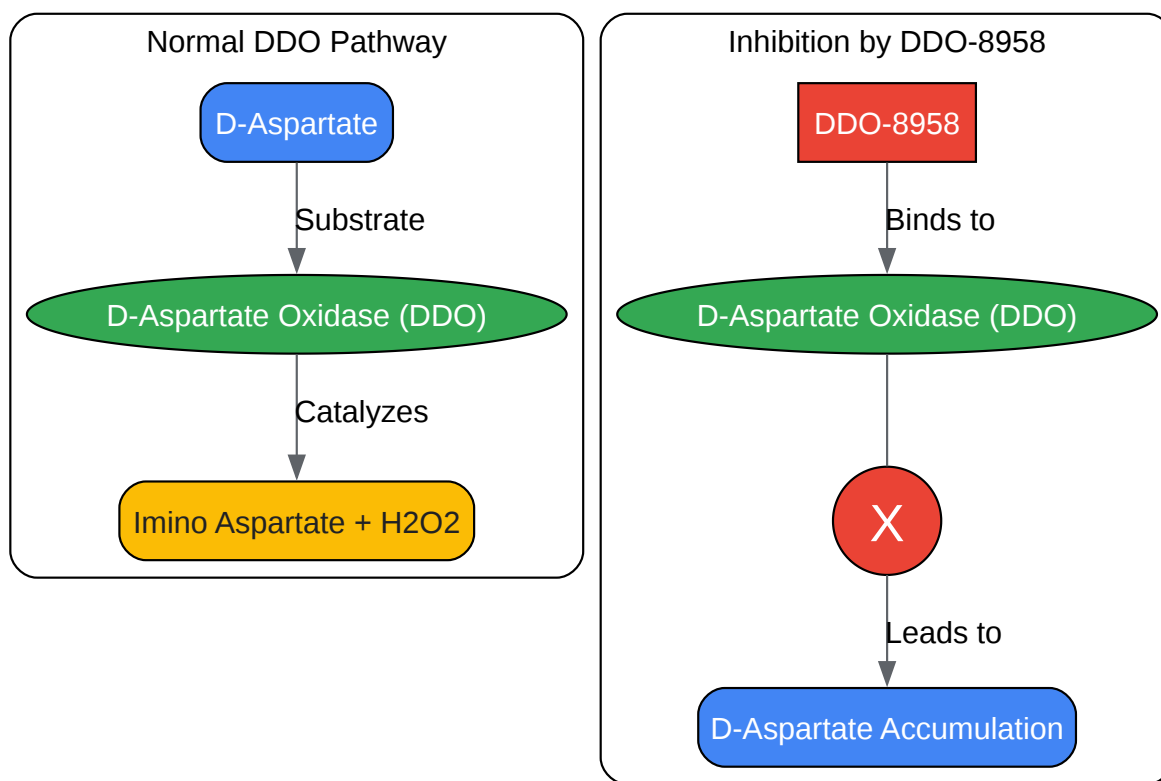 Normal DDO Pathway
D-Aspartate
Substrate
D-Aspartate Oxidase (DDO)
Catalyzes
Imino Aspartate + H2O2
Inhibition by DDO-8958
DDO-8958
Binds to
D-Aspartate Oxidase (DDO)
X
Leads to
D-Aspartate Accumulation